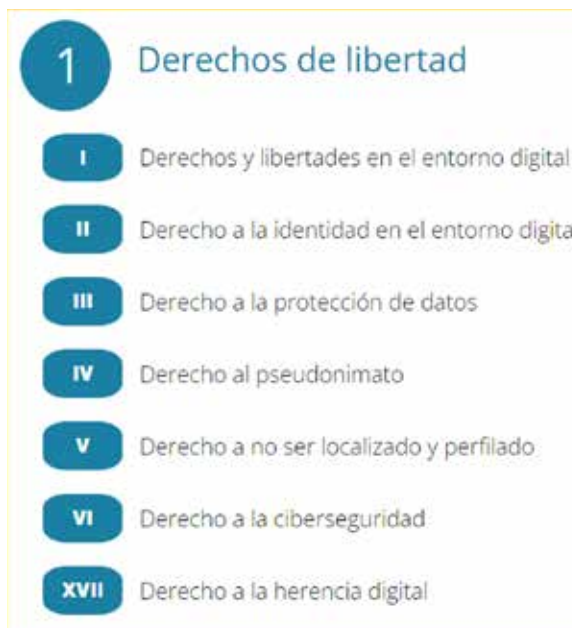 1 Derechos de libertad
I Derechos y libertades en el entorno digital
II Derecho a la identidad en el entorno digita
III Derecho a la protección de datos
IV Derecho al pseudonimato
V Derecho a no ser localizado y perfilado
VI Derecho a la ciberseguridad
XVII Derecho a la herencia digital